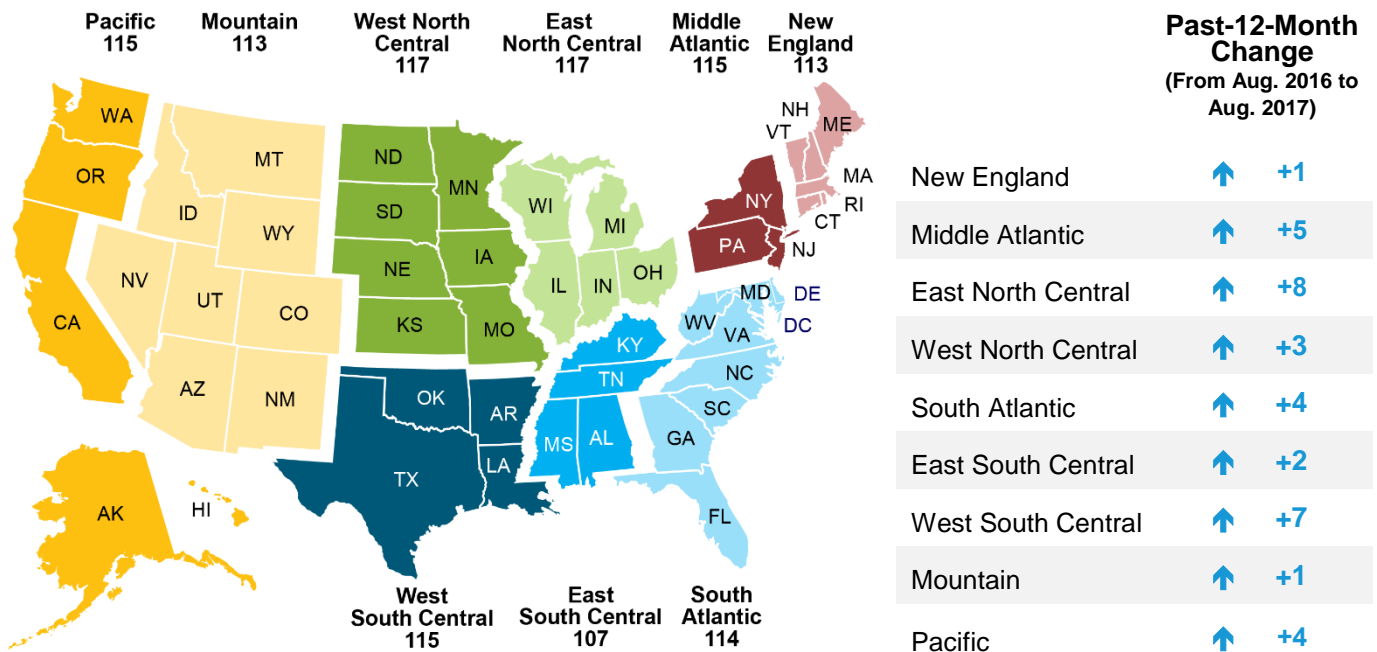 Pacific
115
Mountain
113
West North
Central
117
East
North Central
117
Middle
Atlantic
115
New
England
113
WA
OR
CA
AK
HI
MT
ID
WY
NV
UT
CO
AZ
NM
ND
SD
NE
KS
MN
IA
MO
WI
MI
IL
IN
OH
NY
PA
NJ
NH
VT
ME
MA
RI
CT
OK
AR
TX
LA
KY
TN
MS
AL
MD
DE
DC
WV
VA
NC
SC
GA
FL
West
South Central
115
East
South Central
107
South
Atlantic
114
Past-12-Month
Change
(From Aug. 2016 to
Aug. 2017)
New England +1
Middle Atlantic +5
East North Central +8
West North Central +3
South Atlantic +4
East South Central +2
West South Central +7
Mountain +1
Pacific +4